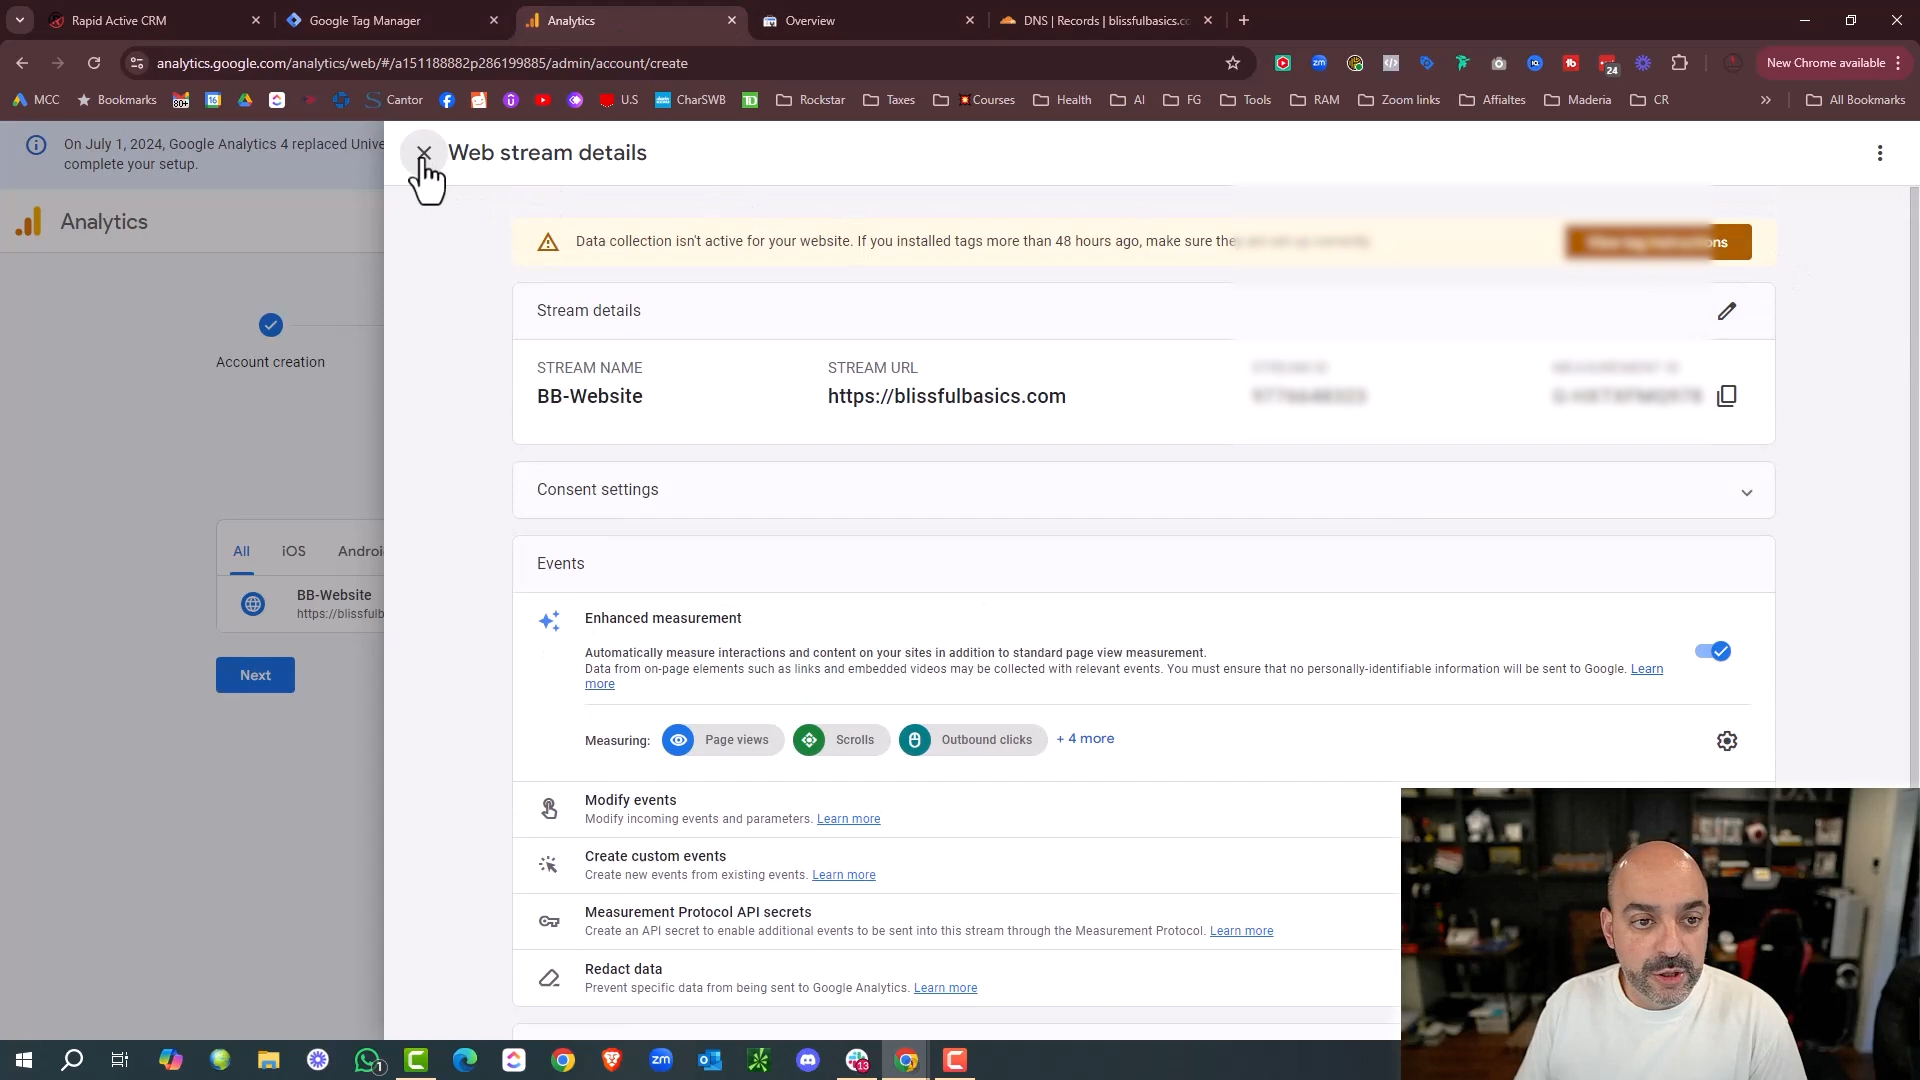 Rapid Active CRM
Google Tag Manager
Analytics
Overview
DNS | Records | blissfulbasics.co
analytics.google.com/analytics/web/#/a151188882p286199885/admin/account/create
New Chrome available
MCC
Bookmarks
Cantor
U.S
CharSWB
Rockstar
Taxes
Courses
Health
AI
FG
Tools
RAM
Zoom links
Affialtes
Maderia
CR
All Bookmarks
On July 1, 2024, Google Analytics 4 replaced Unive
complete your setup.
Web stream details
Analytics
Data collection isn't active for your website. If you installed tags more than 48 hours ago, make sure they
Stream details
Account creation
STREAM NAME
STREAM URL
BB-Website
https://blissfulbasics.com
Consent settings
All
iOS
Androi
Events
BB-Website
https://blissfulb
Enhanced measurement
Automatically measure interactions and content on your sites in addition to standard page view measurement.
Data from on-page elements such as links and embedded videos may be collected with relevant events. You must ensure that no personally-identifiable information will be sent to Google. Learn
more
Next
Measuring:
Page views
Scrolls
Outbound clicks
+ 4 more
Modify events
Modify incoming events and parameters. Learn more
Create custom events
Create new events from existing events. Learn more
Measurement Protocol API secrets
Create an API secret to enable additional events to be sent into this stream through the Measurement Protocol. Learn more
Redact data
Prevent specific data from being sent to Google Analytics. Learn more